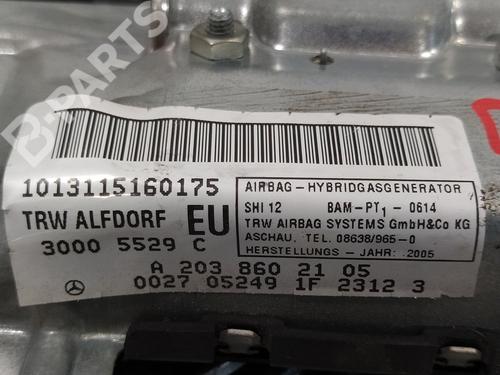 B-PARTS
1013115160175
TRW ALFDORF EU
3000 5529 C
AIRBAG - HYBRIDGASGENERATOR
SHI 12 BAM-PT1 - 0614
TRW AIRBAG SYSTEMS GmbH&Co KG
ASCHAU, TEL. 08638/965-0
HERSTELLUNGS - JAHR: 2005
A 203 860 21 05
0027 05249 1F 2312 3